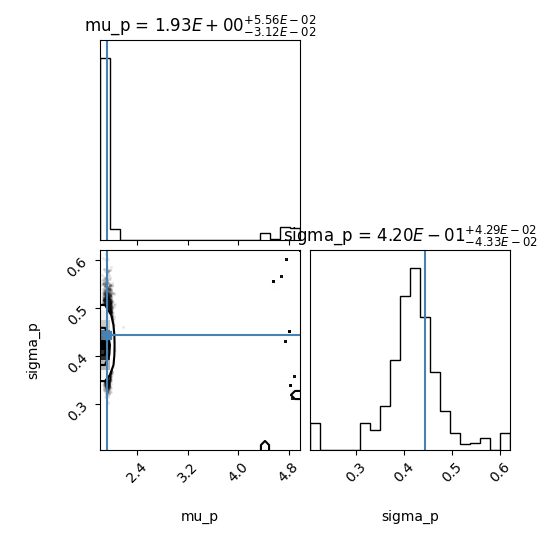 mu_p = 1.93E + 00+5.56E−02 −3.12E−02
sigma_p = 4.20E − 01+4.29E−02 −4.33E−02
0.6
0.5
0.4
0.3
sigma_p
2.4 3.2 4.0 4.8
0.3 0.4 0.5 0.6
mu_p
sigma_p